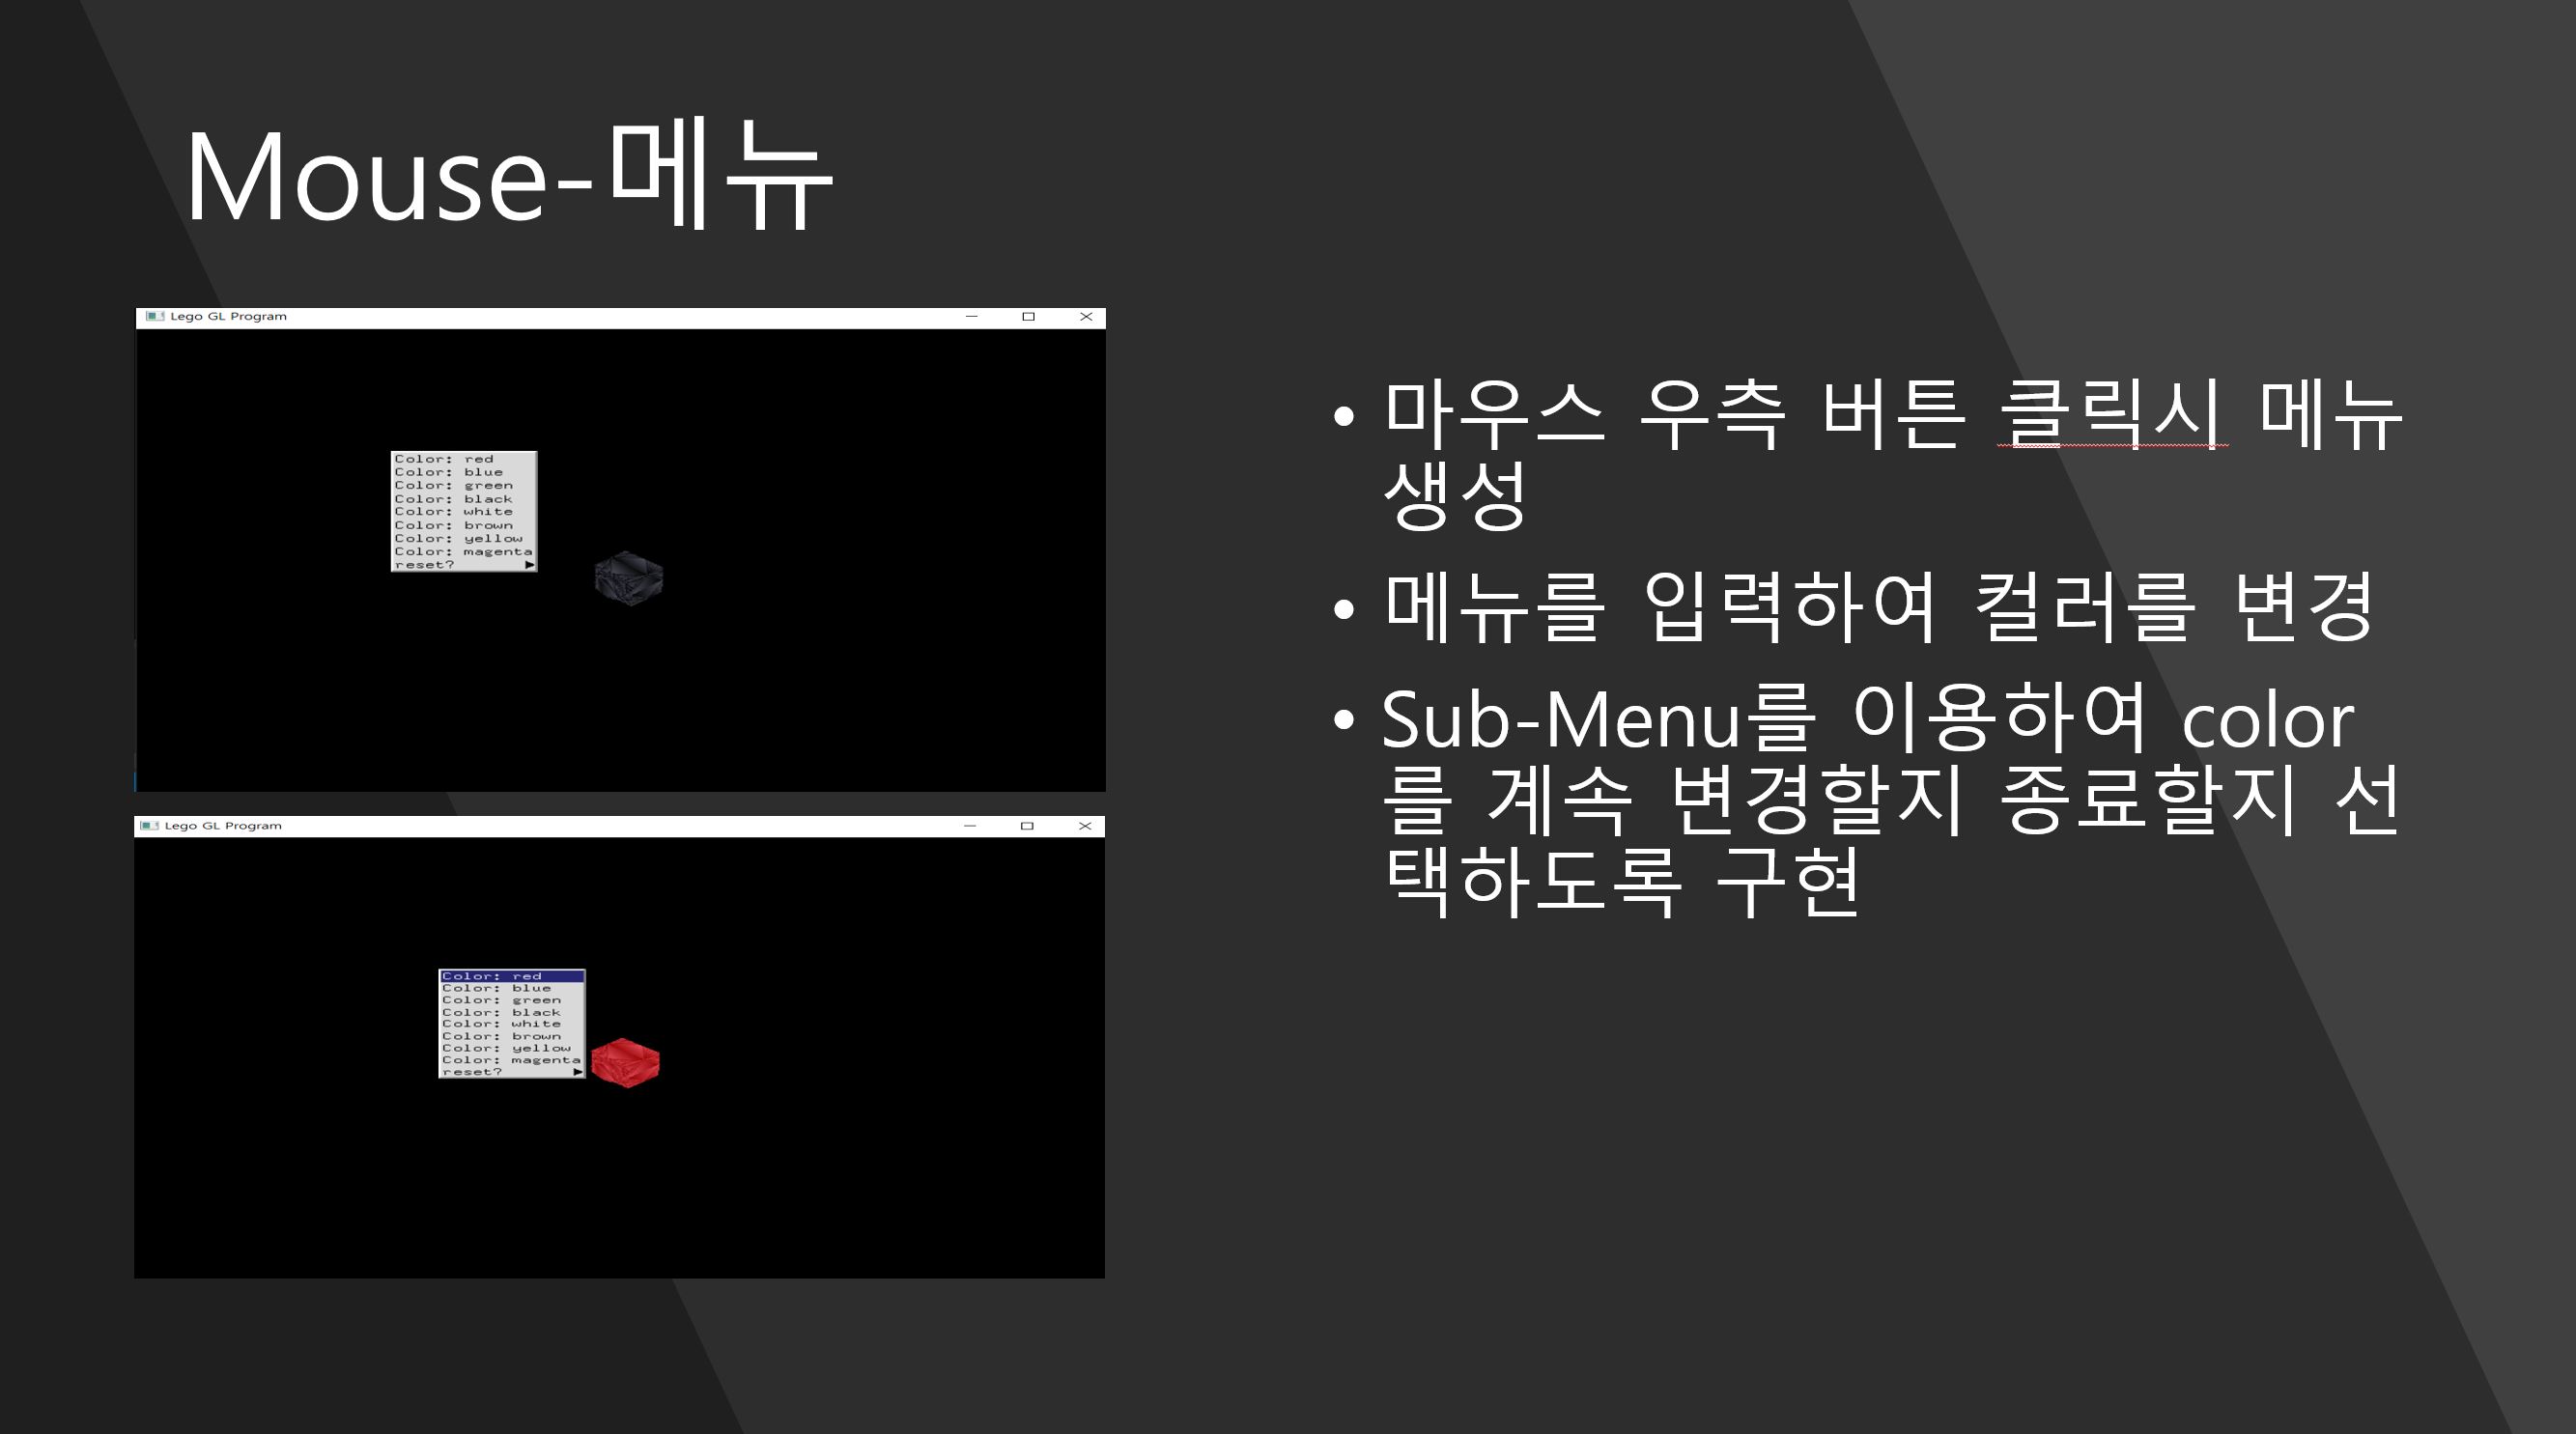 Mouse-메뉴
Lego GL Program
Color: red
Color: blue
Color: green
Color: black
Color: white
Color: brown
Color: yellow
Color: magenta
reset?
Lego GL Program
Color: red
Color: blue
Color: green
Color: black
Color: white
Color: brown
Color: yellow
Color: magenta
reset?
• 마우스 우측 버튼 클릭시 메뉴
생성
• 메뉴를 입력하여 컬러를 변경
• Sub-Menu를 이용하여 color
를 계속 변경할지 종료할지 선
택하도록 구현